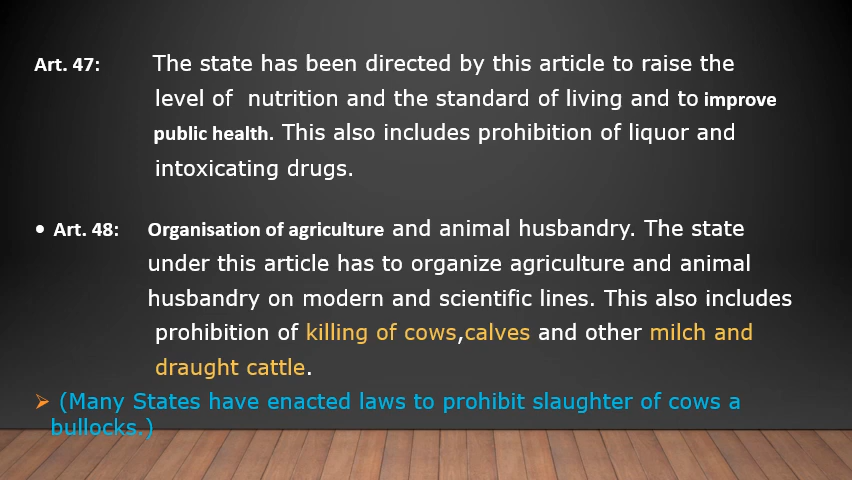 Art. 47: The state has been directed by this article to raise the
level of nutrition and the standard of living and to improve
public health. This also includes prohibition of liquor and
intoxicating drugs.
• Art. 48: Organisation of agriculture and animal husbandry. The state
under this article has to organize agriculture and animal
husbandry on modern and scientific lines. This also includes
prohibition of killing of cows,calves and other milch and
draught cattle.
➢ (Many States have enacted laws to prohibit slaughter of cows a
bullocks.)